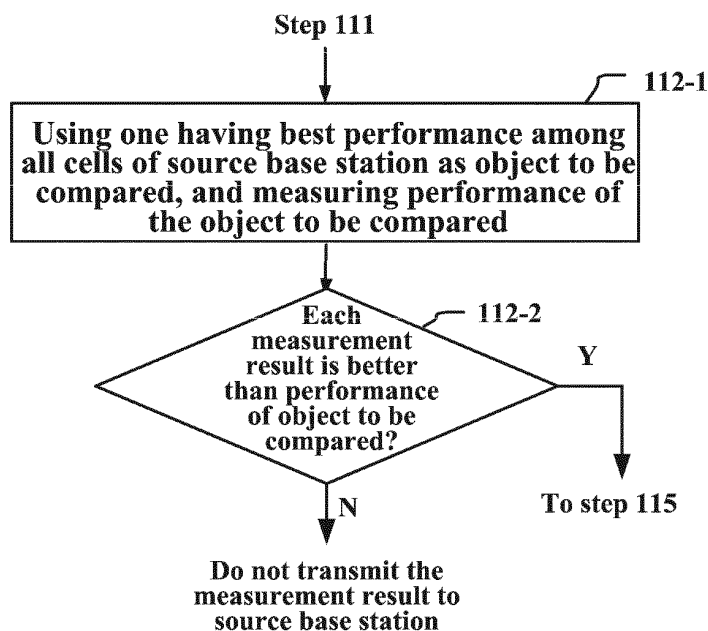 Step 111
112-1
Using one having best performance among
all cells of source base station as object to be
compared, and measuring performance of
the object to be compared
112-2
Each
measurement
result is better
than performance
of object to be
compared?
Y
To step 115
N
Do not transmit the
measurement result to
source base station